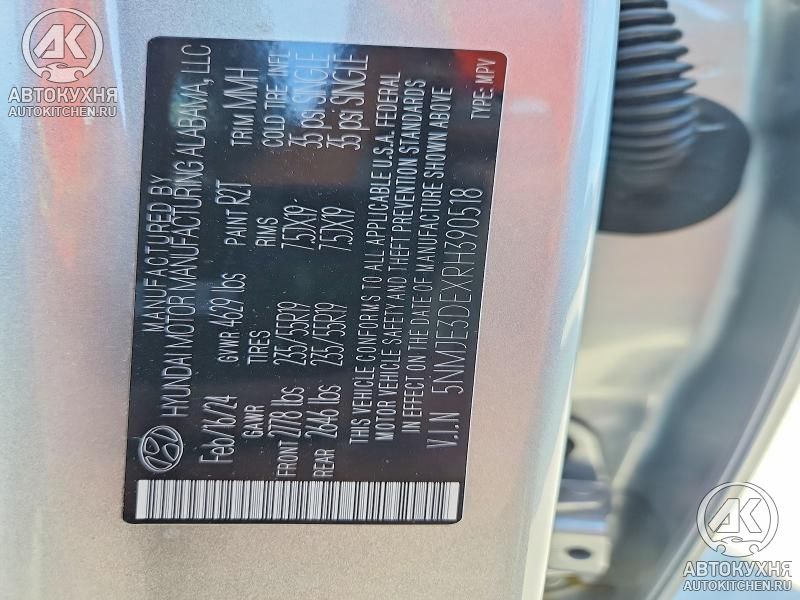 AK
АВТОКУХНЯ
AUTOKITCHEN.RU
MANUFACTURED BY
HYUNDAI MOTOR MANUFACTURING ALABAMA, LLC
Feb/16/24 GVWR 4629 lbs PAINT R2T TRIM MMH
GAWR TIRES RIMS COLD TIRE INFL
FRONT 2778 lbs 235/55R19 7.5JX19 35 psi SINGLE
REAR 2646 lbs 235/55R19 7.5JX19 35 psi SINGLE
THIS VEHICLE CONFORMS TO ALL APPLICABLE U.S.A. FEDERAL
MOTOR VEHICLE SAFETY AND THEFT PREVENTION STANDARDS
IN EFFECT ON THE DATE OF MANUFACTURE SHOWN ABOVE
V.I.N 5NMJE3DEXRH390518 TYPE: MPV
AK
АВТОКУХНЯ
AUTOKITCHEN.RU